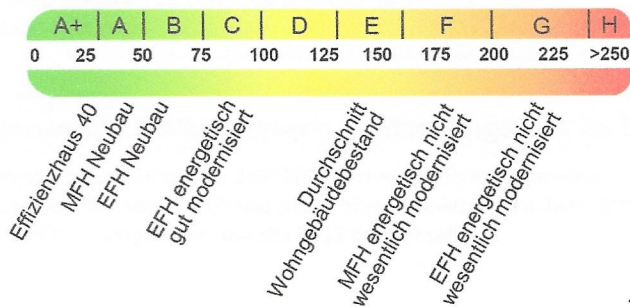 A+ A B C D E F G H
0 25 50 75 100 125 150 175 200 225 >250
Effizienzhaus 40
MFH Neubau
EFH Neubau
EFH energetisch
gut modernisiert
Durchschnitt
Wohngebäudebestand
MFH energetisch nicht
wesentlich modernisiert
EFH energetisch nicht
wesentlich modernisiert